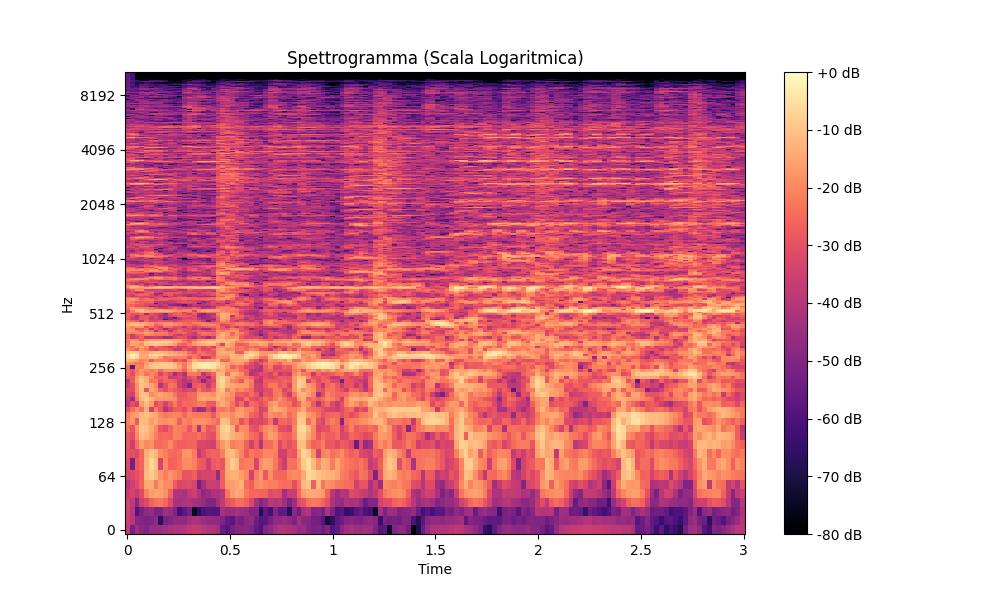 Spettrogramma (Scala Logaritmica)
+0 dB
8192
-10 dB
4096
-20 dB
2048
-30 dB
1024
-40 dB
Hz
512
-50 dB
256
-60 dB
128
-70 dB
64
0
-80 dB
0 0.5 1 1.5 2 2.5 3
Time